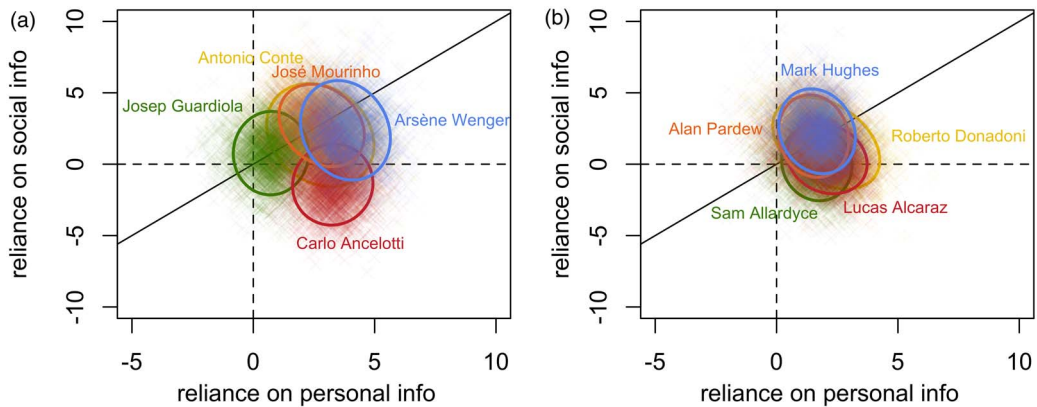 (a)
10
5
0
-5
-10
reliance on social info
Antonio Conte
José Mourinho
Josep Guardiola
Arsène Wenger
Carlo Ancelotti
-5 0 5 10
reliance on personal info
(b)
10
5
0
-5
-10
reliance on social info
Mark Hughes
Alan Pardew
Roberto Donadoni
Sam Allardyce
Lucas Alcaraz
-5 0 5 10
reliance on personal info